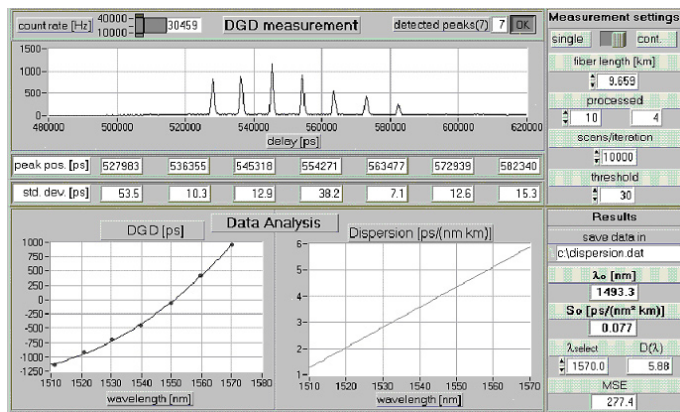 count rate [Hz] 40000 10000 30459 DGD measurement detected peaks(7) 7 OK
1500
1000
500
0
480000 500000 520000 540000 560000 580000 600000 620000
delay [ps]
peak pos. [ps] 527983 536355 545318 554271 563477 572939 582340
std. dev. [ps] 53.5 10.3 12.9 38.2 7.1 12.6 15.3
Data Analysis
DGD [ps]
1000
750
500
250
0
-250
-500
-750
-1000
-1250
1510 1520 1530 1540 1550 1560 1570 1580
wavelength [nm]
Dispersion [ps/(nm km)]
6
5
4
3
2
1
1510 1520 1530 1540 1550 1560 1570
wavelength [nm]
Measurement settings
single cont.
fiber length [km]
9.659
processed
10 4
scans/iteration
10000
threshold
30
Results
save data in
c:\dispersion.dat
λ₀ [nm]
1493.3
S₀ [ps/(nm² km)]
0.077
λselect D(λ)
1570.0 5.88
MSE
277.4